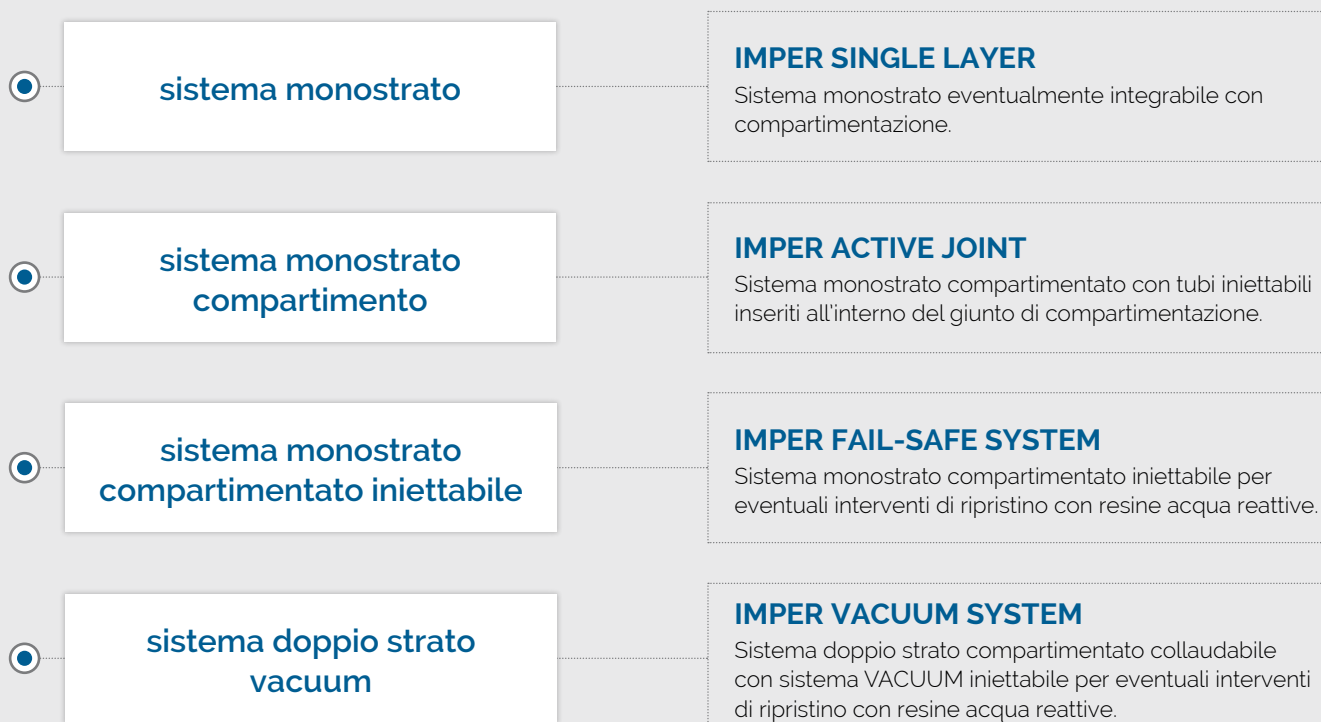 sistema monostrato
IMPER SINGLE LAYER
Sistema monostrato eventualmente integrabile con
compartimentazione.
sistema monostrato
compartimento
IMPER ACTIVE JOINT
Sistema monostrato compartimentato con tubi iniettabili
inseriti all'interno del giunto di compartimentazione.
sistema monostrato
compartimentato iniettabile
IMPER FAIL-SAFE SYSTEM
Sistema monostrato compartimentato iniettabile per
eventuali interventi di ripristino con resine acqua reattive.
sistema doppio strato
vacuum
IMPER VACUUM SYSTEM
Sistema doppio strato compartimentato collaudabile
con sistema VACUUM iniettabile per eventuali interventi
di ripristino con resine acqua reattive.